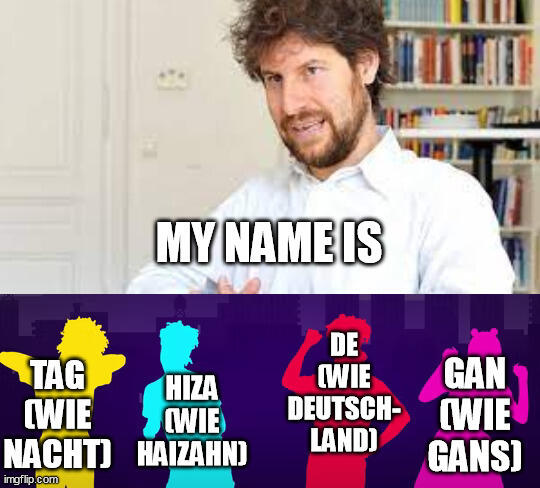 MY NAME IS
TAG
(WIE
NACHT)
HIZA
(WIE
HAIZAHN)
DE
(WIE
DEUTSCH-
LAND)
GAN
(WIE
GANS)
imgflip.com